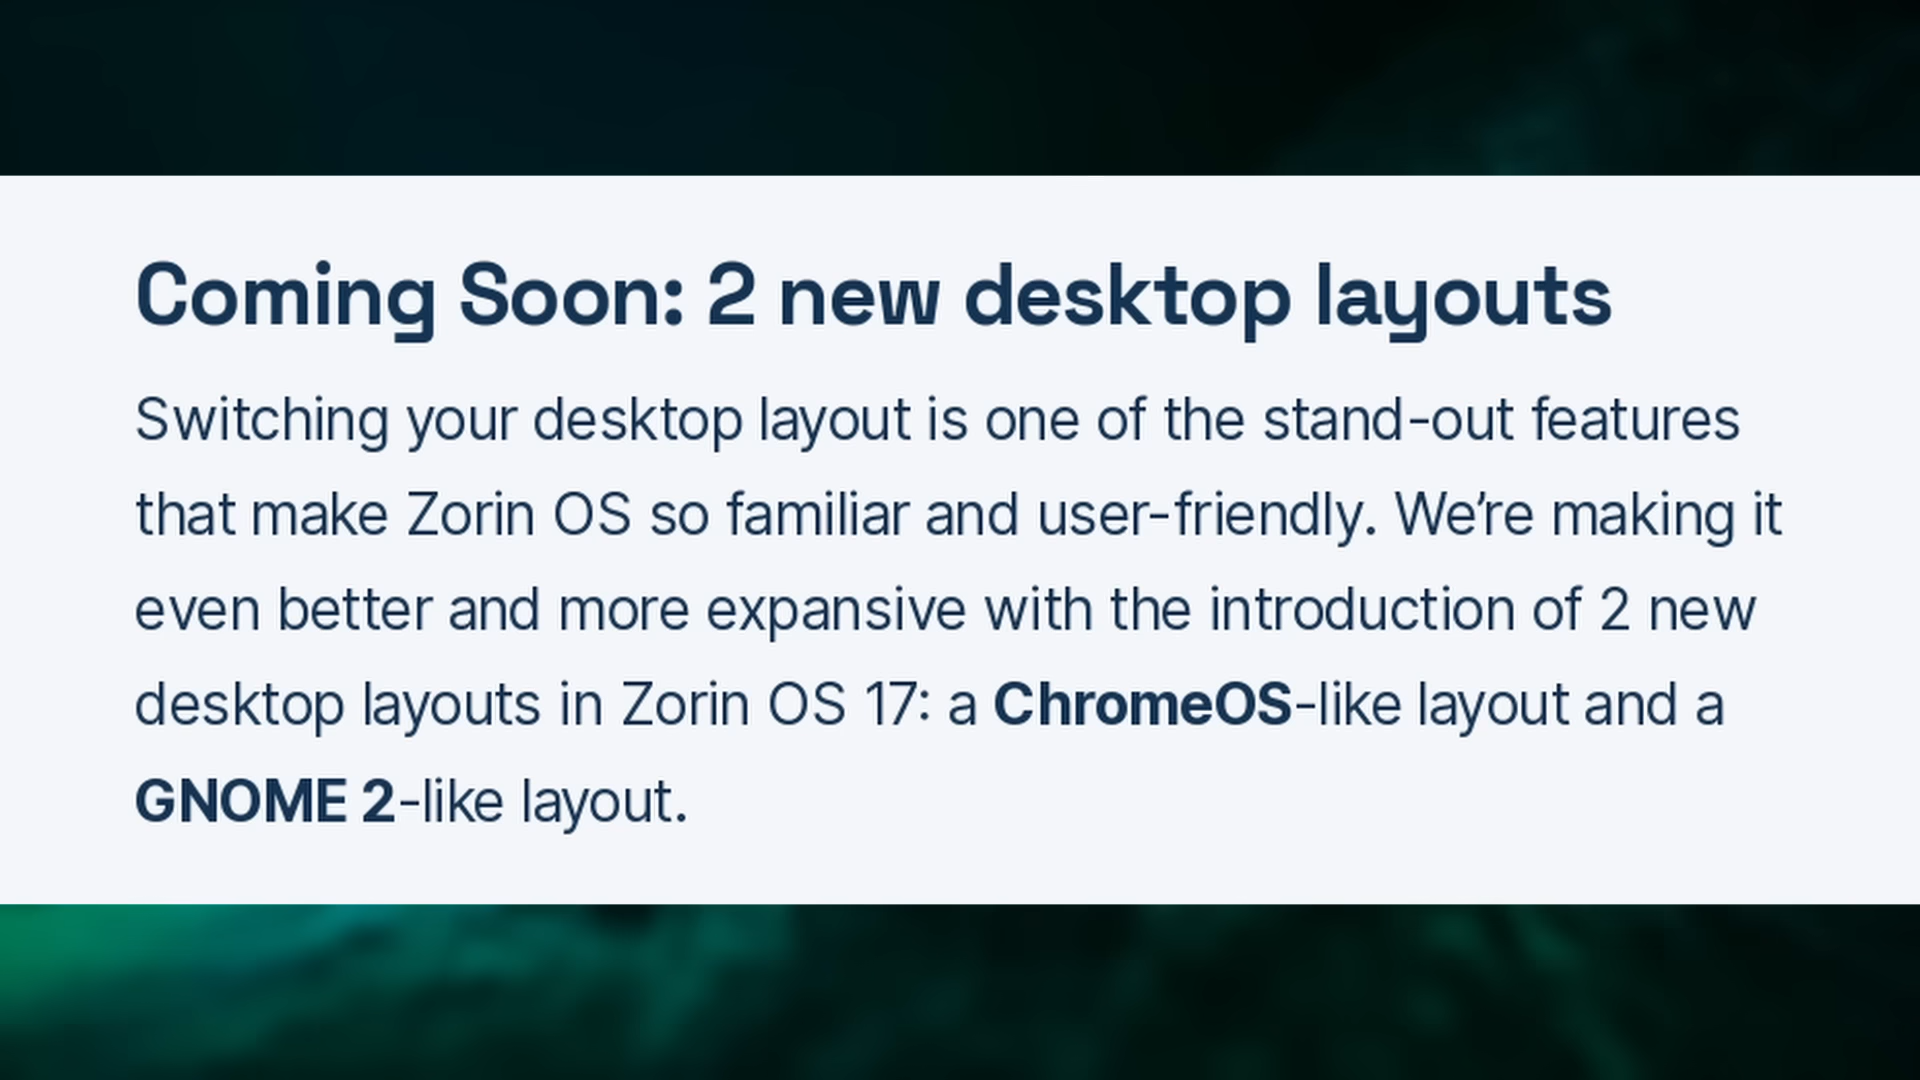 Coming Soon: 2 new desktop layouts
Switching your desktop layout is one of the stand-out features
that make Zorin OS so familiar and user-friendly. We’re making it
even better and more expansive with the introduction of 2 new
desktop layouts in Zorin OS 17: a ChromeOS-like layout and a
GNOME 2-like layout.